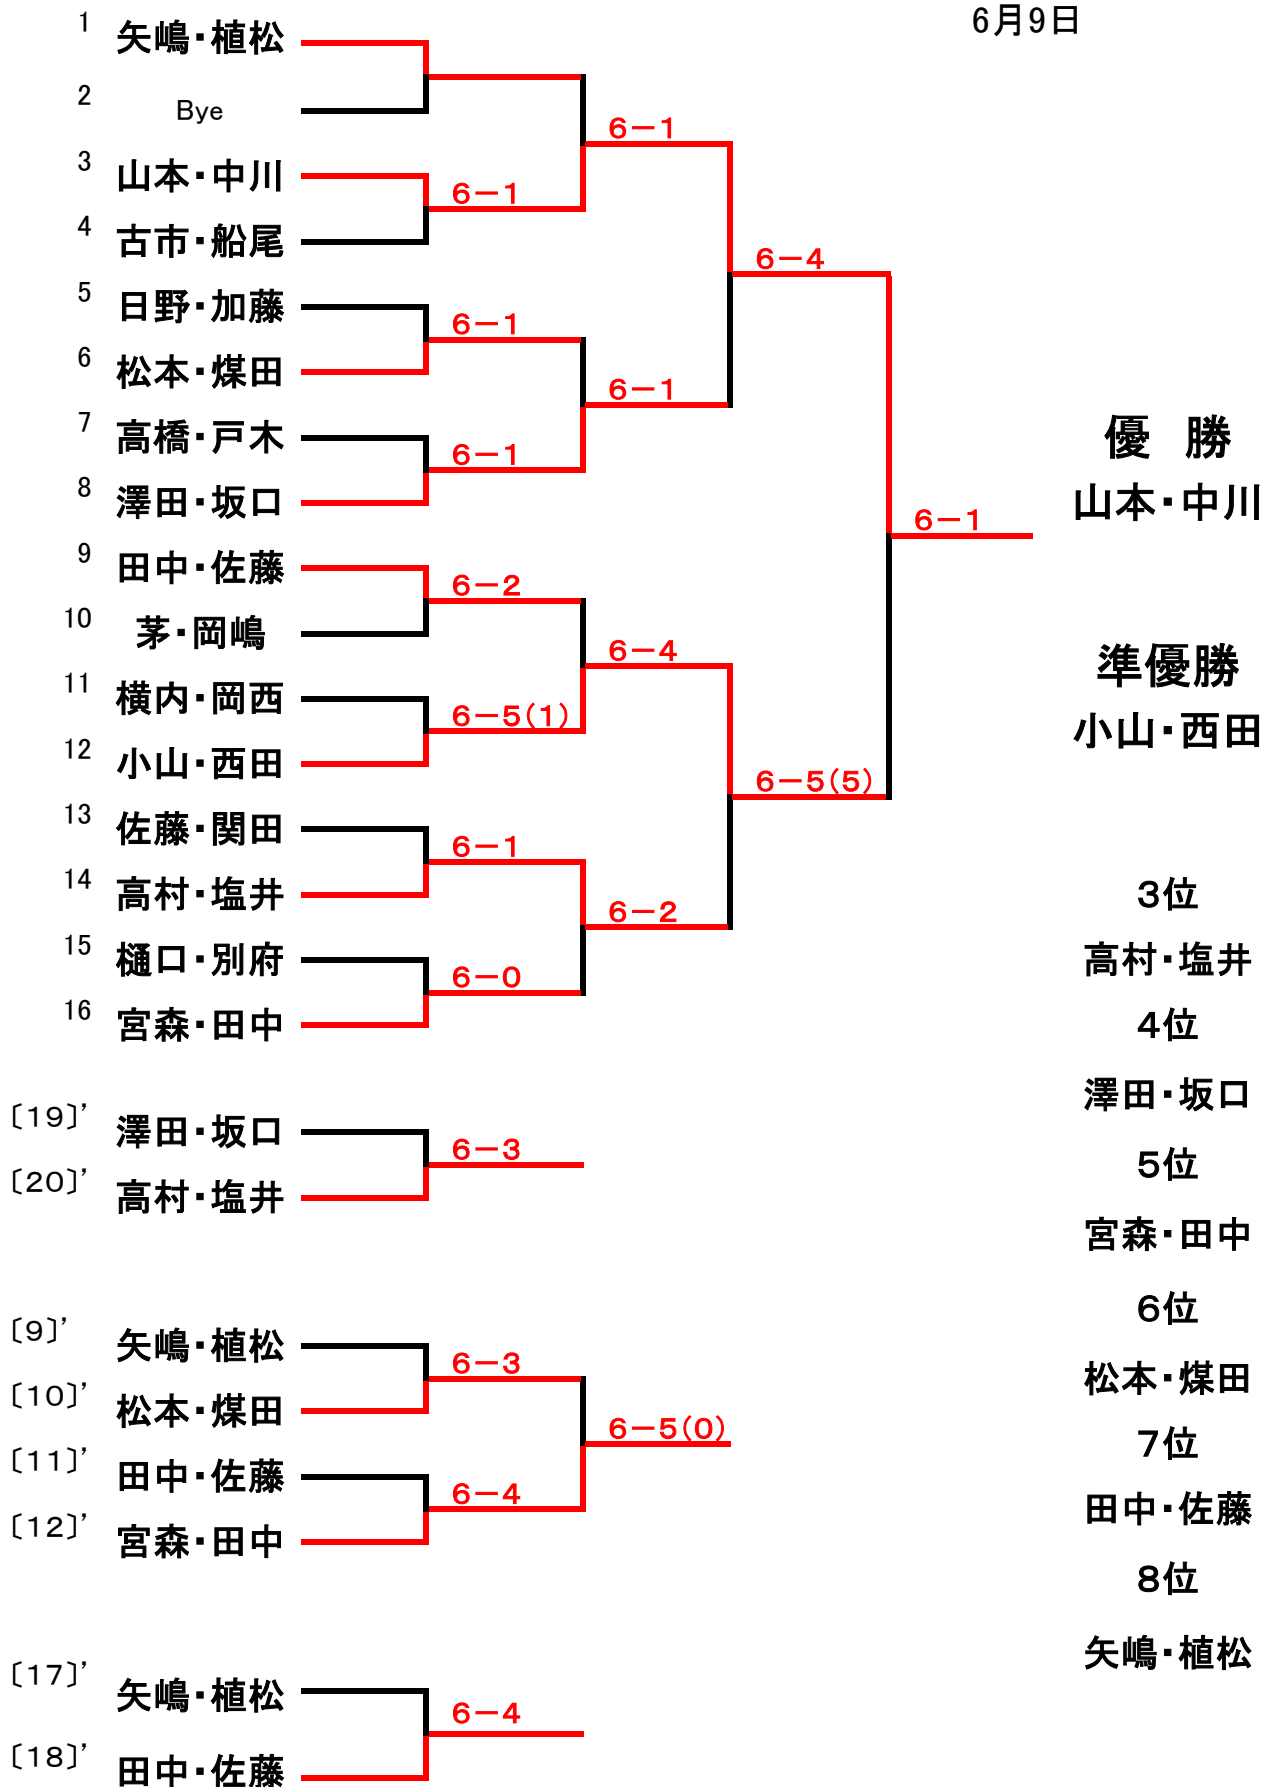 6月9日
1 矢嶋・植松
2 Bye
6－1
3 山本・中川
6－1
4 古市・船尾
6－4
5 日野・加藤
6－1
6 松本・煤田
6－1
7 高橋・戸木
6－1
8 澤田・坂口
優 勝
山本・中川
6－1
9 田中・佐藤
6－2
10 茅・岡嶋
6－4
11 横内・岡西
6－5(1)
12 小山・西田
準優勝
小山・西田
6－5(5)
13 佐藤・関田
6－1
14 高村・塩井
6－2
15 樋口・別府
6－0
16 宮森・田中
3位
高村・塩井
4位
澤田・坂口
5位
宮森・田中
6位
松本・煤田
7位
田中・佐藤
8位
矢嶋・植松
〔19〕’ 澤田・坂口
6－3
〔20〕’ 高村・塩井
〔9〕’ 矢嶋・植松
6－3
〔10〕’ 松本・煤田
6－5(0)
〔11〕’ 田中・佐藤
6－4
〔12〕’ 宮森・田中
〔17〕’ 矢嶋・植松
6－4
〔18〕’ 田中・佐藤